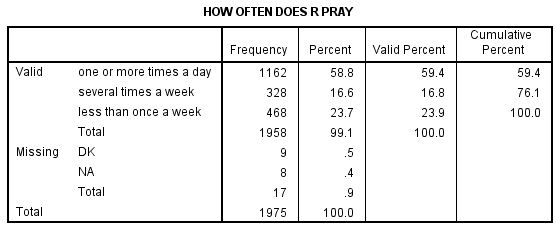 HOW OFTEN DOES R PRAY
Frequency Percent Valid Percent Cumulative Percent
Valid one or more times a day 1162 58.8 59.4 59.4
several times a week 328 16.6 16.8 76.1
less than once a week 468 23.7 23.9 100.0
Total 1958 99.1 100.0
Missing DK 9 .5
NA 8 .4
Total 17 .9
Total 1975 100.0